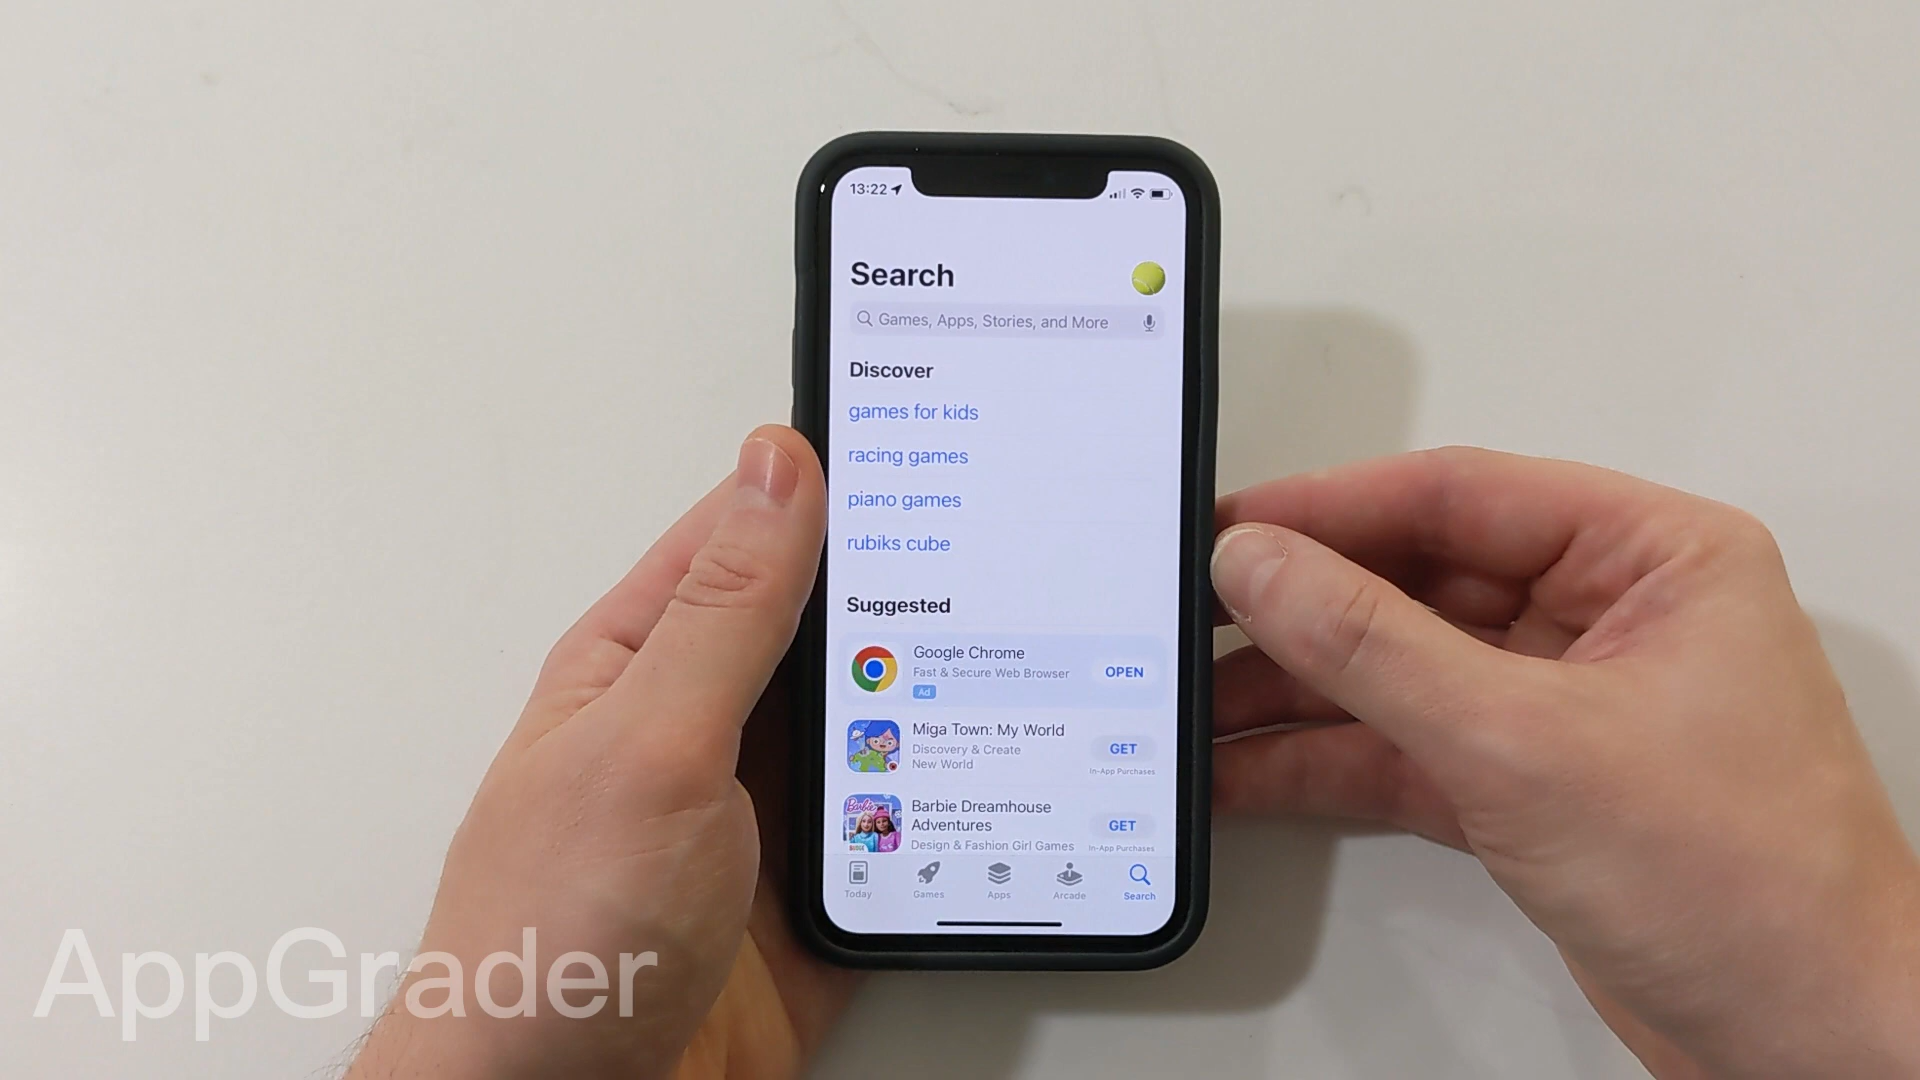 13:22
Search
Games, Apps, Stories, and More
Discover
games for kids
racing games
piano games
rubiks cube
Suggested
Google Chrome
Fast & Secure Web Browser
Ad
OPEN
Miga Town: My World
Discovery & Create
New World
GET
In-App Purchases
Barbie
Barbie Dreamhouse
Adventures
Design & Fashion Girl Games
GET
In-App Purchases
Today
Games
Apps
Arcade
Search
AppGrader